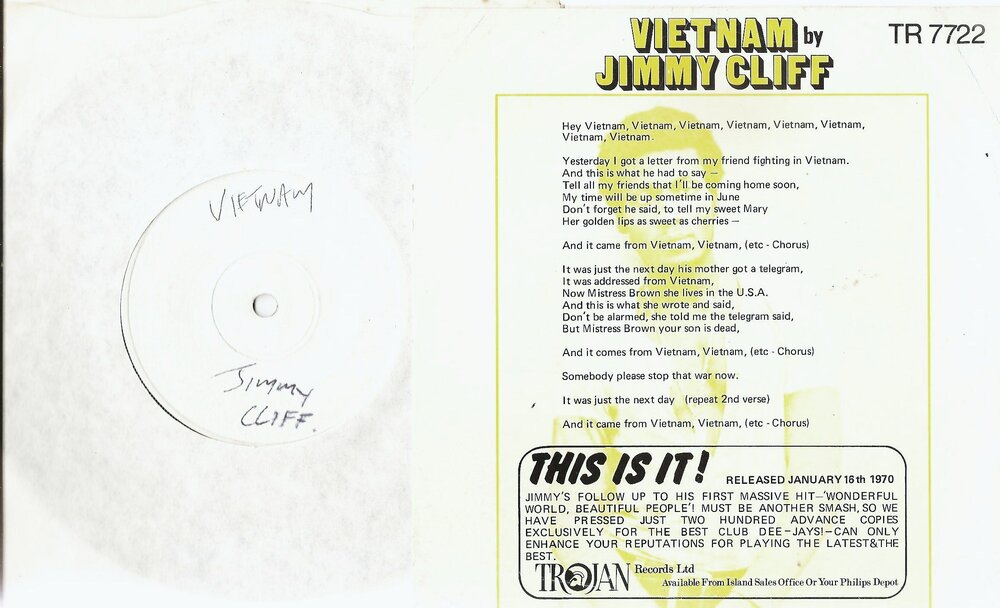 VIETNAM
Jimmy
CLIFF.
VIETNAM by
JIMMY CLIFF
TR 7722
Hey Vietnam, Vietnam, Vietnam, Vietnam, Vietnam, Vietnam,
Vietnam, Vietnam.
Yesterday I got a letter from my friend fighting in Vietnam.
And this is what he had to say —
Tell all my friends that I'll be coming home soon,
My time will be up sometime in June
Don't forget he said, to tell my sweet Mary
Her golden lips as sweet as cherries —
And it came from Vietnam, Vietnam, (etc - Chorus)
It was just the next day his mother got a telegram,
It was addressed from Vietnam,
Now Mistress Brown she lives in the U.S.A.
And this is what she wrote and said,
Don't be alarmed, she told me the telegram said,
But Mistress Brown your son is dead,
And it comes from Vietnam, Vietnam, (etc - Chorus)
Somebody please stop that war now.
It was just the next day (repeat 2nd verse)
And it came from Vietnam, Vietnam, (etc - Chorus)
THIS IS IT!
RELEASED JANUARY 16th 1970
JIMMY'S FOLLOW UP TO HIS FIRST MASSIVE HIT—'WONDERFUL
WORLD, BEAUTIFUL PEOPLE'! MUST BE ANOTHER SMASH, SO WE
HAVE PRESSED JUST TWO HUNDRED ADVANCE COPIES
EXCLUSIVELY FOR THE BEST CLUB DEE-JAYS!—CAN ONLY
ENHANCE YOUR REPUTATIONS FOR PLAYING THE LATEST&THE
BEST.
TROJAN Records Ltd
Available From Island Sales Office Or Your Philips Depot